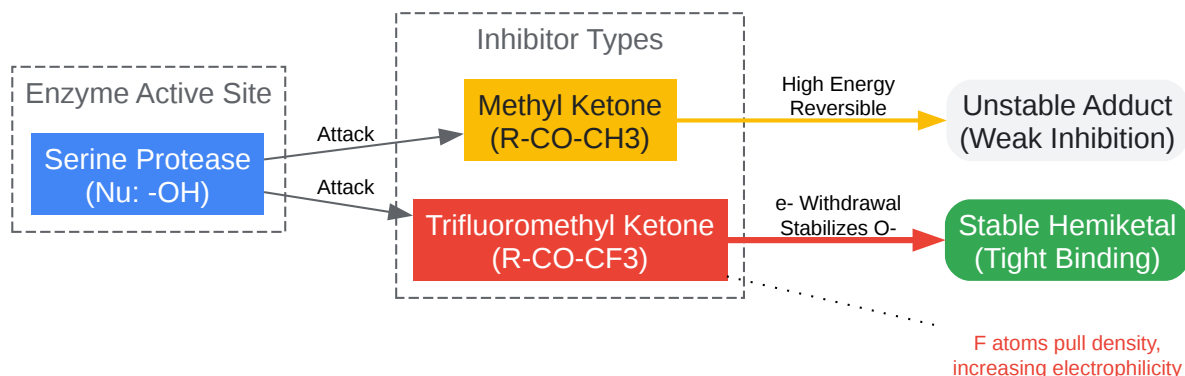 Inhibitor Types
Enzyme Active Site
Serine Protease
(Nu: -OH)
Attack
Attack
Methyl Ketone
(R-CO-CH3)
High Energy
Reversible
Unstable Adduct
(Weak Inhibition)
Trifluoromethyl Ketone
(R-CO-CF3)
e- Withdrawal
Stabilizes O-
Stable Hemiketal
(Tight Binding)
F atoms pull density,
increasing electrophilicity